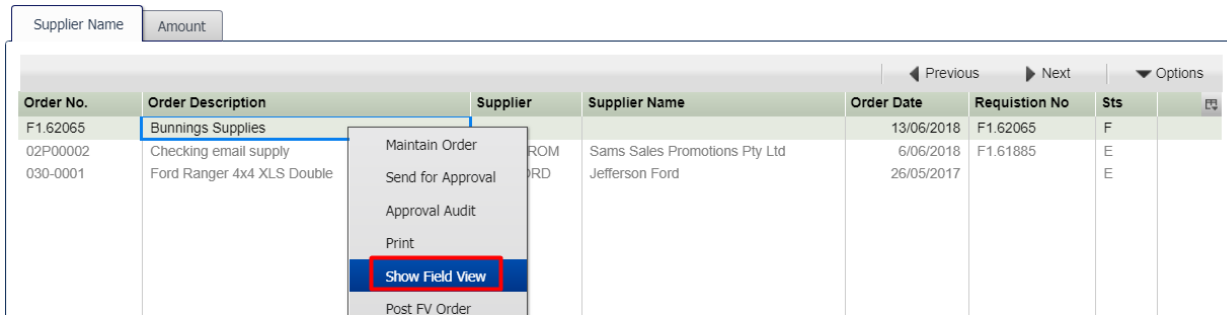 Supplier Name Amount
Previous Next Options
Order No. Order Description Supplier Supplier Name Order Date Requistion No Sts
F1.62065 Bunnings Supplies 13/06/2018 F1.62065 F
Maintain Order
02P00002 Checking email supply ROM Sams Sales Promotions Pty Ltd 6/06/2018 F1.61885 E
030-0001 Ford Ranger 4x4 XLS Double Send for Approval ORD Jefferson Ford 26/05/2017 E
Approval Audit
Print
Show Field View
Post FV Order